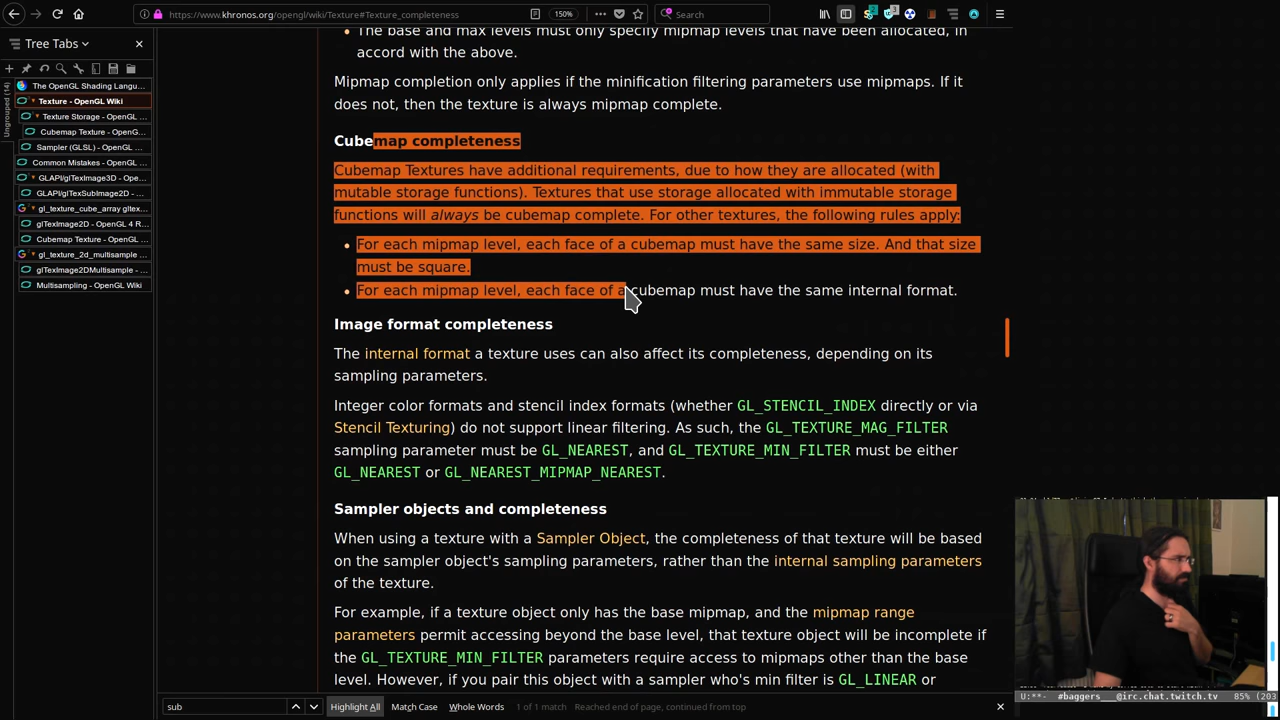 https://www.khronos.org/opengl/wiki/Texture#Texture_completeness
150%
Search
Tree Tabs
Ungrouped (14)
The OpenGL Shading Langu...
Texture - OpenGL Wiki
Texture Storage - OpenGL ...
Cubemap Texture - OpenG...
Sampler (GLSL) - OpenGL ...
Common Mistakes - OpenGL ...
GLAPI/glTexImage3D - Ope...
GLAPI/glTexSubImage2D - ...
gl_texture_cube_array gltex...
glTexImage2D - OpenGL 4 R...
Cubemap Texture - OpenGL ...
gl_texture_2d_multisample ...
glTexImage2DMultisample - ...
Multisampling - OpenGL Wiki
The base and max levels must only specify mipmap levels that have been allocated, in
accord with the above.
Mipmap completion only applies if the minification filtering parameters use mipmaps. If it
does not, then the texture is always mipmap complete.
Cubemap completeness
Cubemap Textures have additional requirements, due to how they are allocated (with
mutable storage functions). Textures that use storage allocated with immutable storage
functions will always be cubemap complete. For other textures, the following rules apply:
• For each mipmap level, each face of a cubemap must have the same size. And that size
must be square.
• For each mipmap level, each face of a cubemap must have the same internal format.
Image format completeness
The internal format a texture uses can also affect its completeness, depending on its
sampling parameters.
Integer color formats and stencil index formats (whether GL_STENCIL_INDEX directly or via
Stencil Texturing) do not support linear filtering. As such, the GL_TEXTURE_MAG_FILTER
sampling parameter must be GL_NEAREST, and GL_TEXTURE_MIN_FILTER must be either
GL_NEAREST or GL_NEAREST_MIPMAP_NEAREST.
Sampler objects and completeness
When using a texture with a Sampler Object, the completeness of that texture will be based
on the sampler object's sampling parameters, rather than the internal sampling parameters
of the texture.
For example, if a texture object only has the base mipmap, and the mipmap range
parameters permit accessing beyond the base level, that texture object will be incomplete if
the GL_TEXTURE_MIN_FILTER parameters require access to mipmaps other than the base
level. However, if you pair this object with a sampler who's min filter is GL_LINEAR or
U:**- #baggers___@irc.chat.twitch.tv 85% (203
sub
Highlight All Match Case Whole Words 1 of 1 match Reached end of page, continued from top